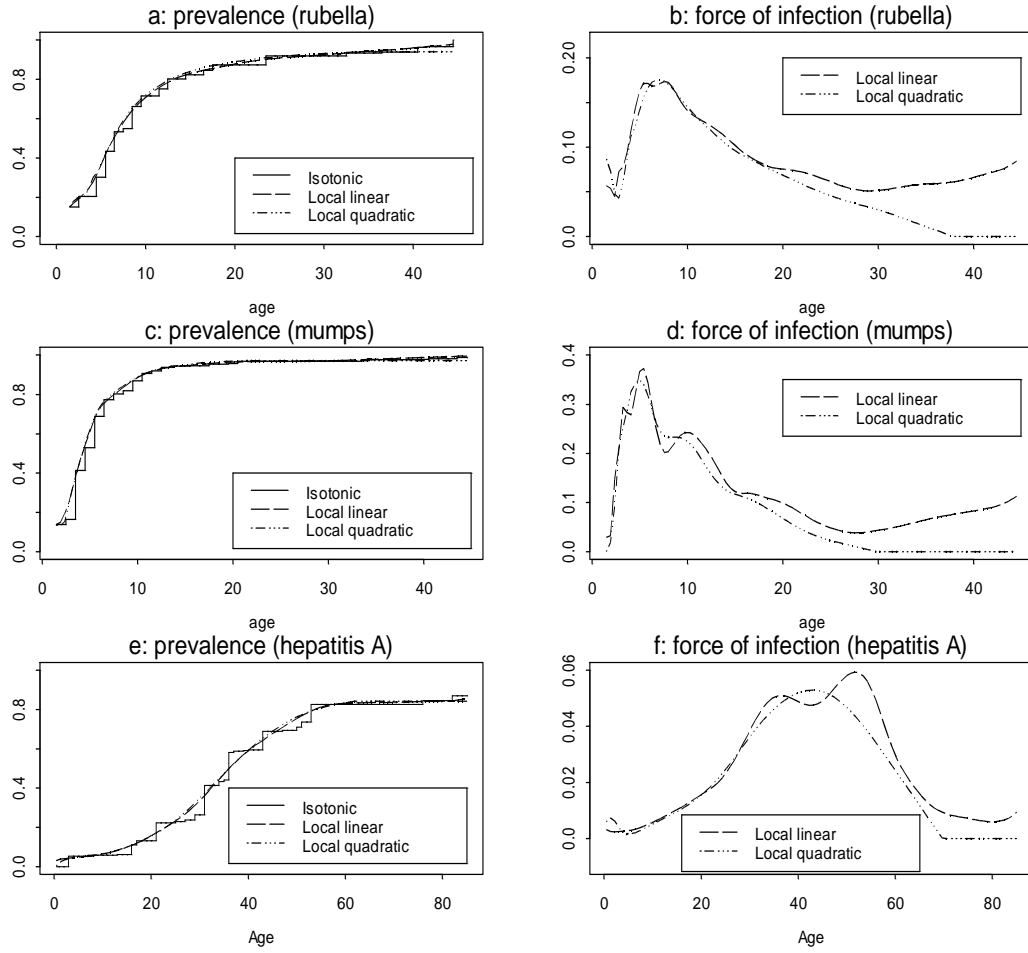 a: prevalence (rubella)
0.0 0.4 0.8
Isotonic
Local linear
Local quadratic
0 10 20 30 40
age
b: force of infection (rubella)
0.0 0.10 0.20
Local linear
Local quadratic
0 10 20 30 40
age
c: prevalence (mumps)
0.0 0.4 0.8
Isotonic
Local linear
Local quadratic
0 10 20 30 40
age
d: force of infection (mumps)
0.0 0.1 0.2 0.3 0.4
Local linear
Local quadratic
0 10 20 30 40
age
e: prevalence (hepatitis A)
0.0 0.4 0.8
Isotonic
Local linear
Local quadratic
0 20 40 60 80
Age
f: force of infection (hepatitis A)
0.0 0.02 0.04 0.06
Local linear
Local quadratic
0 20 40 60 80
Age